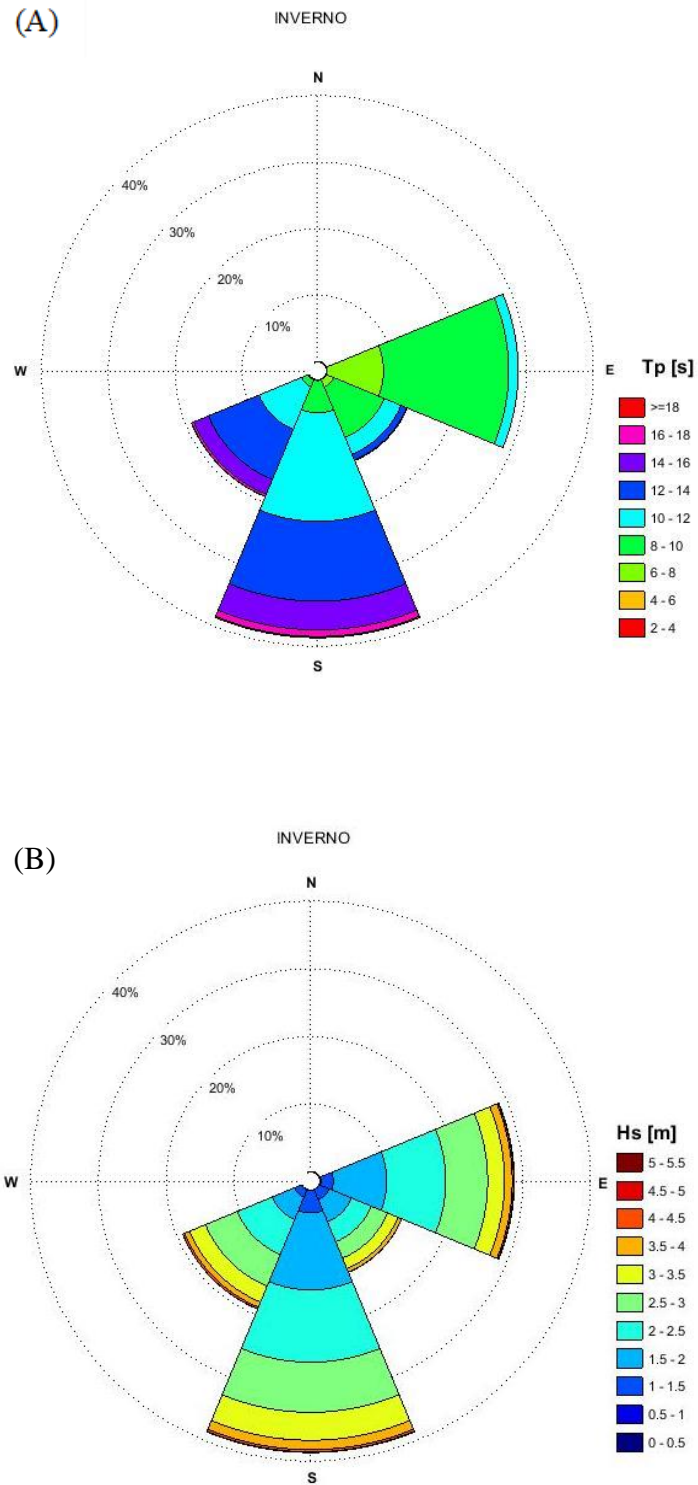 (A)
INVERNO
N
40%
30%
20%
10%
W
E
S
Tp [s]
>=18
16 - 18
14 - 16
12 - 14
10 - 12
8 - 10
6 - 8
4 - 6
2 - 4
INVERNO
(B)
N
40%
30%
20%
10%
W
E
S
Hs [m]
5 - 5.5
4.5 - 5
4 - 4.5
3.5 - 4
3 - 3.5
2.5 - 3
2 - 2.5
1.5 - 2
1 - 1.5
0.5 - 1
0 - 0.5